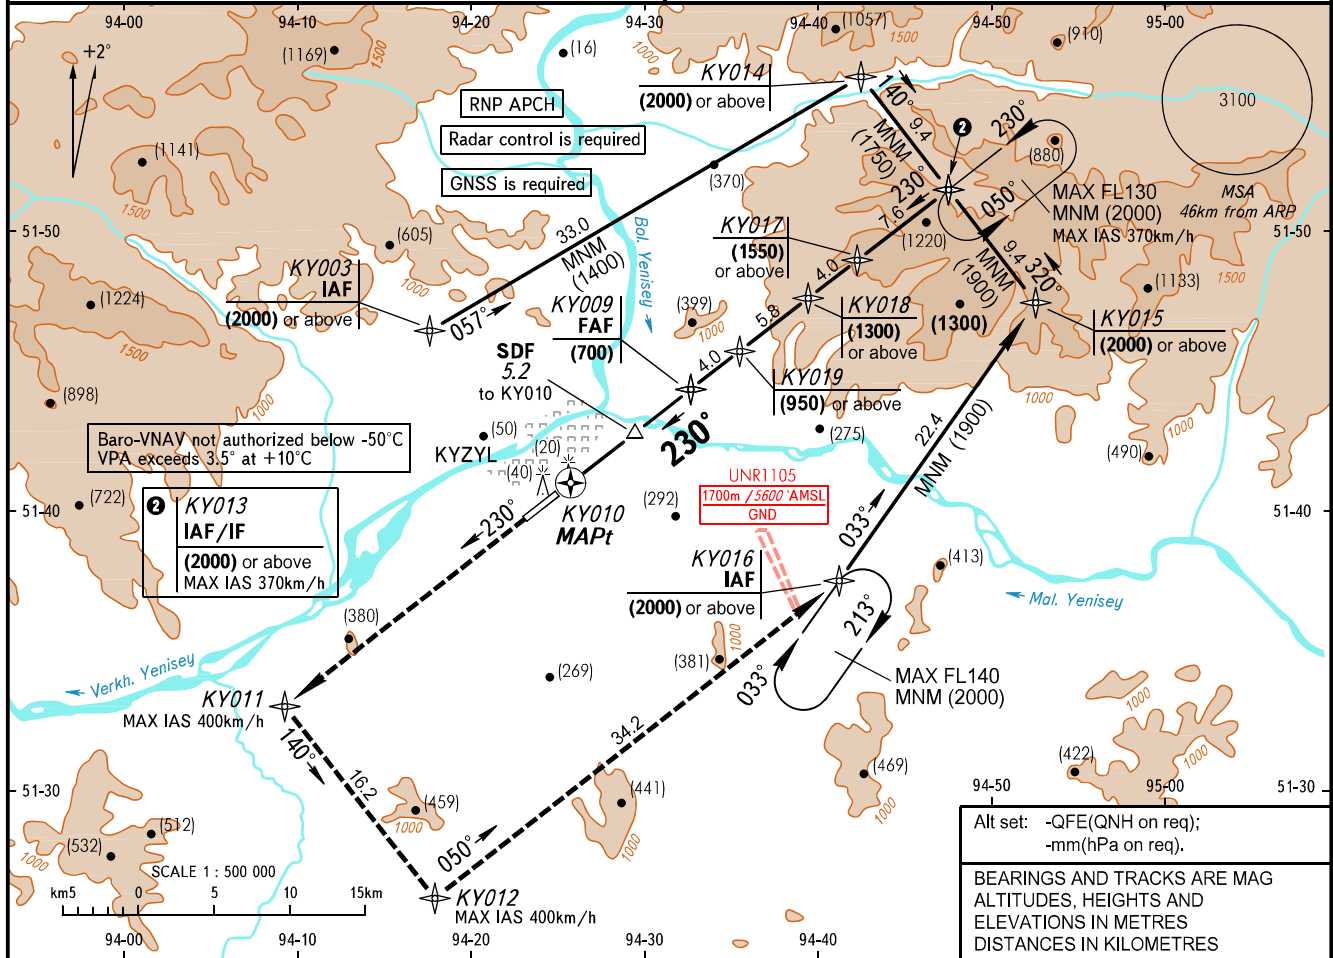 94-00
94-10
94-20
94-30
94-40
94-50
95-00
+2°
(1169)
1500
(16)
1000
(1057)
1500
(910)
KY014
(2000) or above
140°
9.4
MNM
(1750)
3100
MSA
46km from ARP
RNP APCH
Radar control is required
GNSS is required
(1141)
1500
(370)
2
230°
(880)
050°
MAX FL130
MNM (2000)
MAX IAS 370km/h
230°
7.6
(1220)
51-50
51-50
(605)
1000
33.0
MNM
(1400)
Bol. Yenisey
KY017
(1550)
or above
4.0
9.4
320°
MNM
(1900)
1500
(1133)
KY003
IAF
(2000) or above
057°
(1224)
1500
KY009
FAF
(700)
(399)
1000
5.8
KY018
(1300)
or above
(1300)
KY015
(2000) or above
1000
SDF
5.2
to KY010
4.0
KY019
(950) or above
(898)
1000
Baro-VNAV not authorized below -50°C
VPA exceeds 3.5° at +10°C
(50)
KYZYL
(20)
(40)
230°
(275)
22.4
MNM (1900)
1000
(490)
UNR1105
1700m / 5600 'AMSL
GND
(722)
2
KY013
IAF/IF
(2000) or above
MAX IAS 370km/h
51-40
51-40
230°
KY010
MAPt
(292)
033°
KY016
IAF
(2000) or above
(413)
Mal. Yenisey
213°
(380)
(381)
1000
033°
(269)
MAX FL140
MNM (2000)
Verkh. Yenisey
KY011
MAX IAS 400km/h
140°
16.2
34.2
1000
1000
(422)
(469)
1000
51-30
94-50
95-00
51-30
(459)
1000
(441)
1000
(512)
(532)
1000
050°
SCALE 1 : 500 000
km5
0
5
10
15km
KY012
MAX IAS 400km/h
94-00
94-10
94-20
94-30
94-40
Alt set: -QFE(QNH on req);
-mm(hPa on req).
BEARINGS AND TRACKS ARE MAG
ALTITUDES, HEIGHTS AND
ELEVATIONS IN METRES
DISTANCES IN KILOMETRES